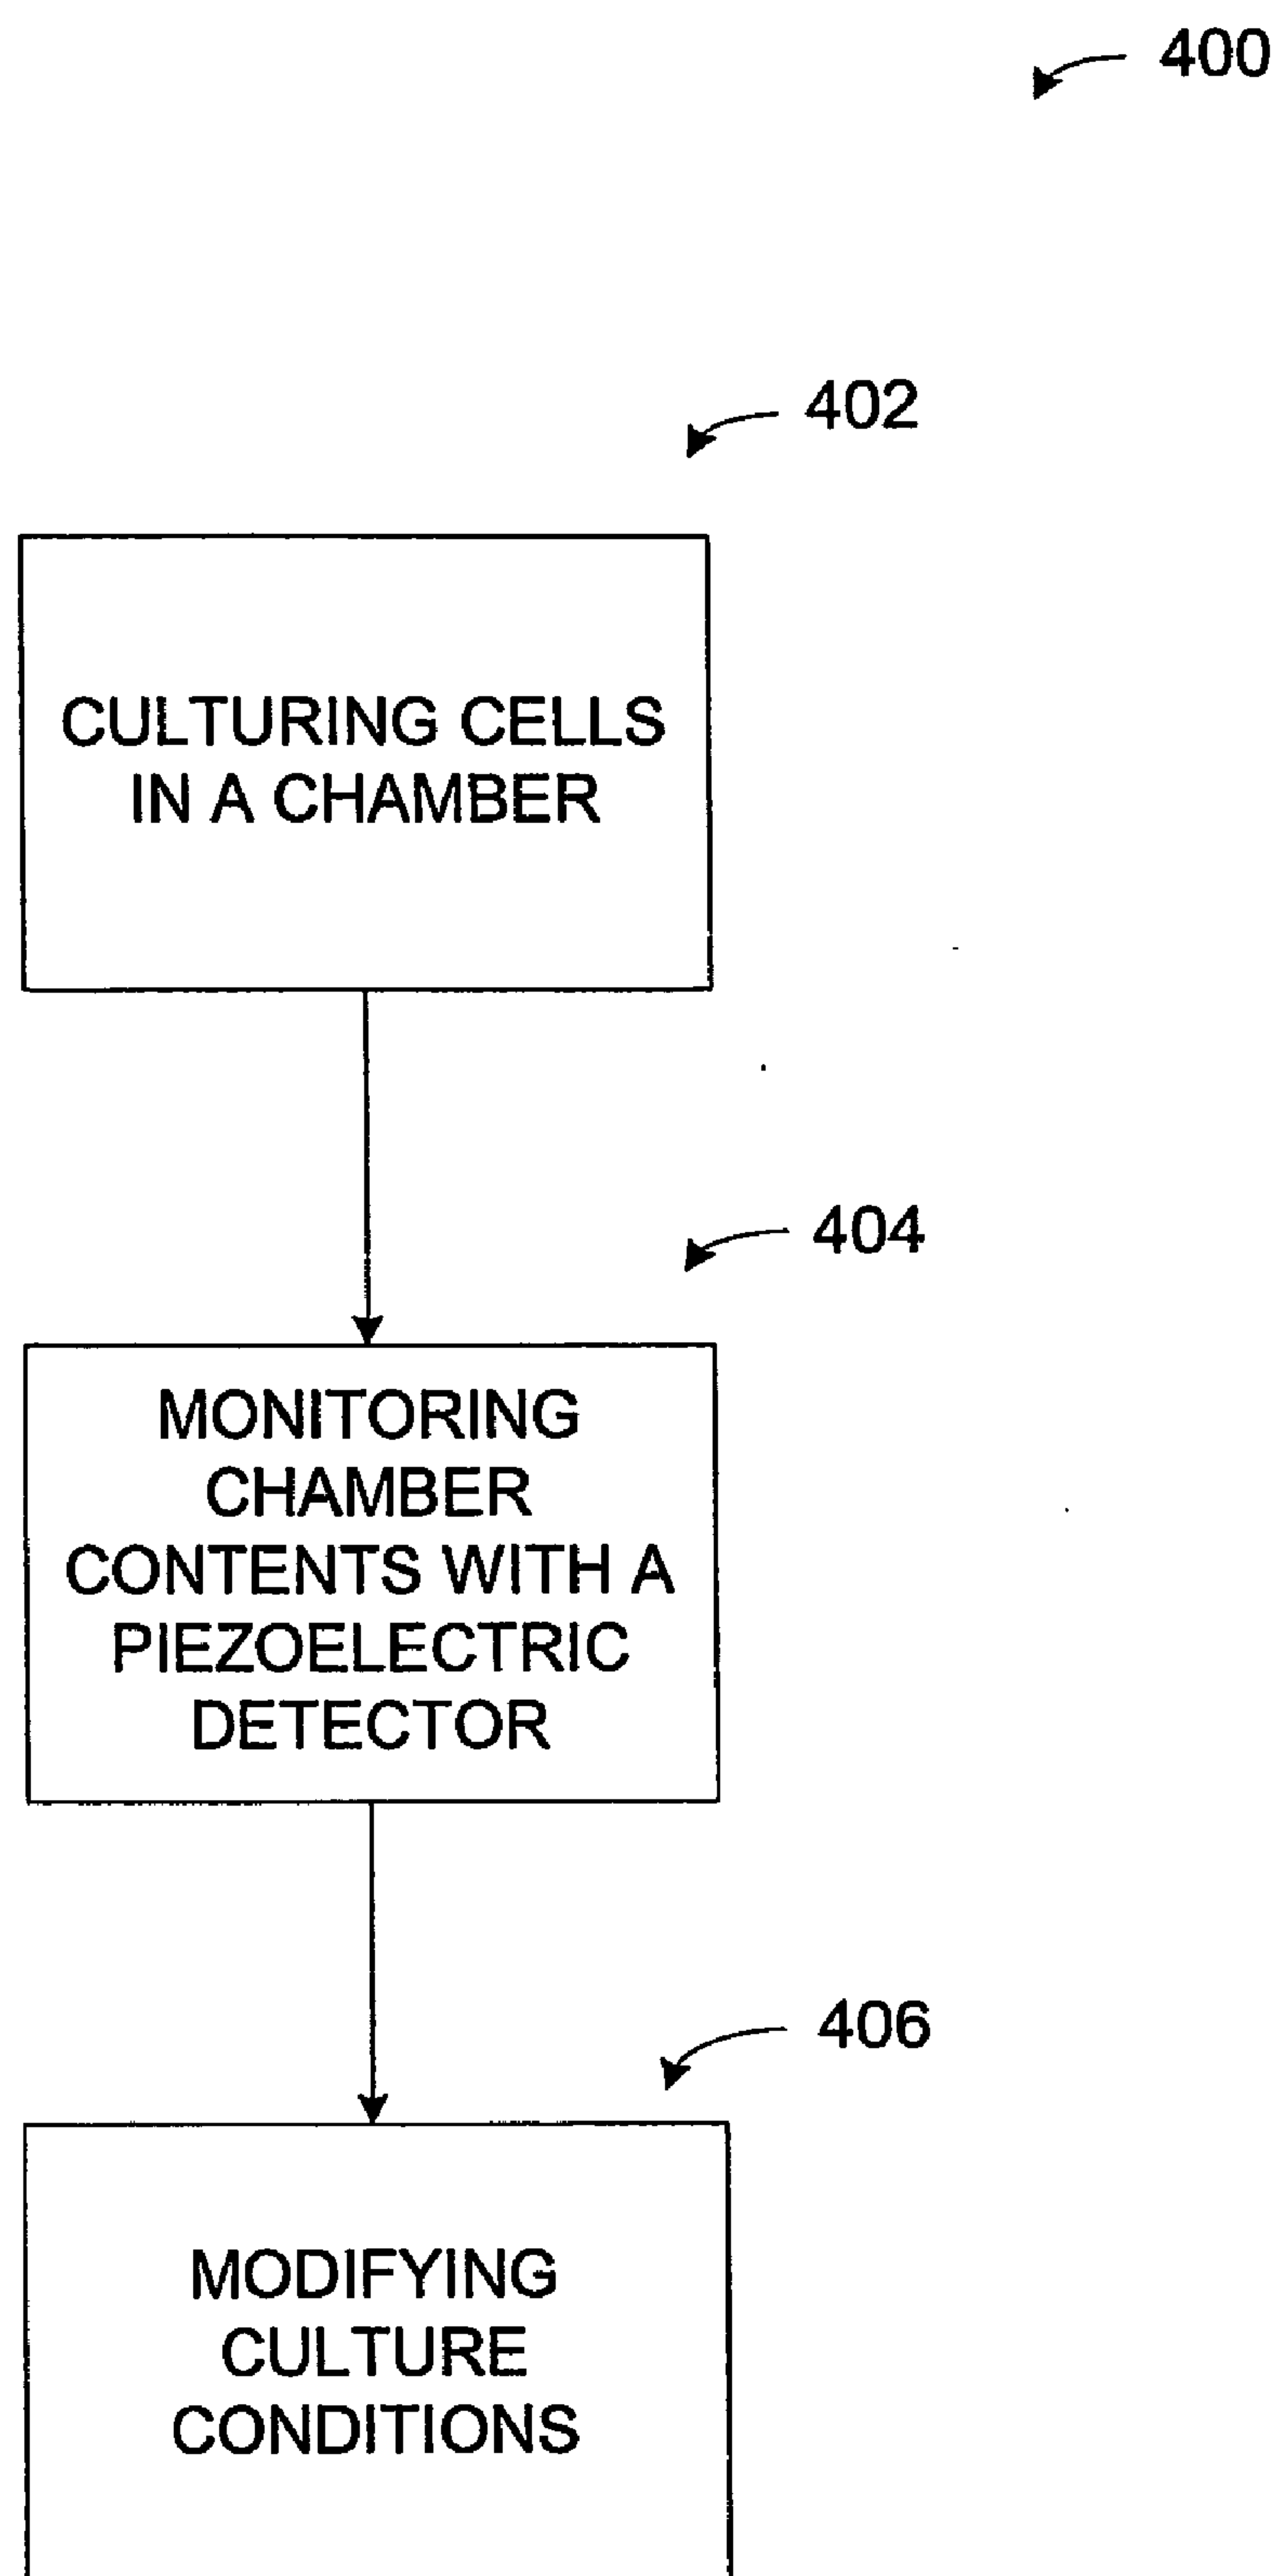 400
402
CULTURING CELLS
IN A CHAMBER
404
MONITORING
CHAMBER
CONTENTS WITH A
PIEZOELECTRIC
DETECTOR
406
MODIFYING
CULTURE
CONDITIONS